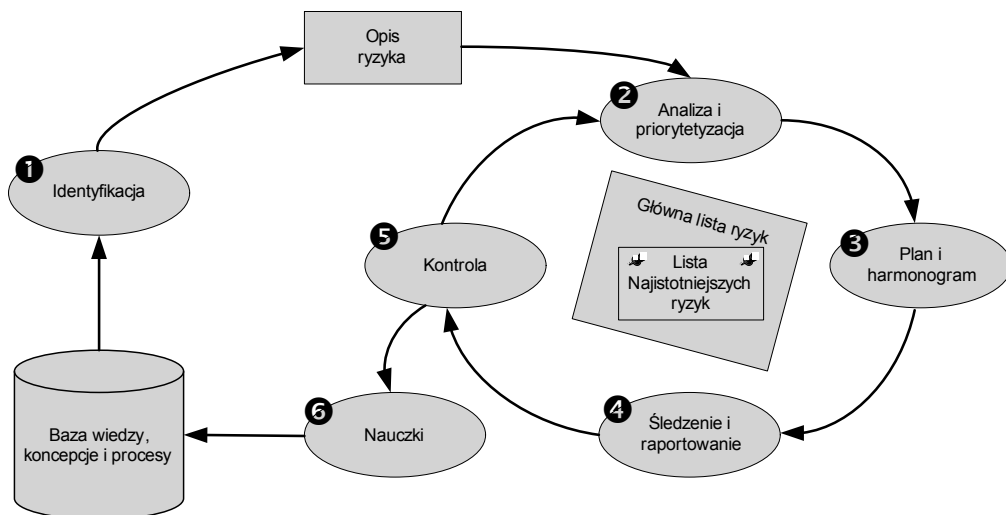 Opis
ryzyka
2
Analiza i
priorytetyzacja
1
Identyfikacja
Główna lista ryzyk
Lista
Najistotniejszych
ryzyk
5
Kontrola
3
Plan i
harmonogram
Baza wiedzy,
koncepcje i procesy
6
Nauczki
4
Śledzenie i
raportowanie